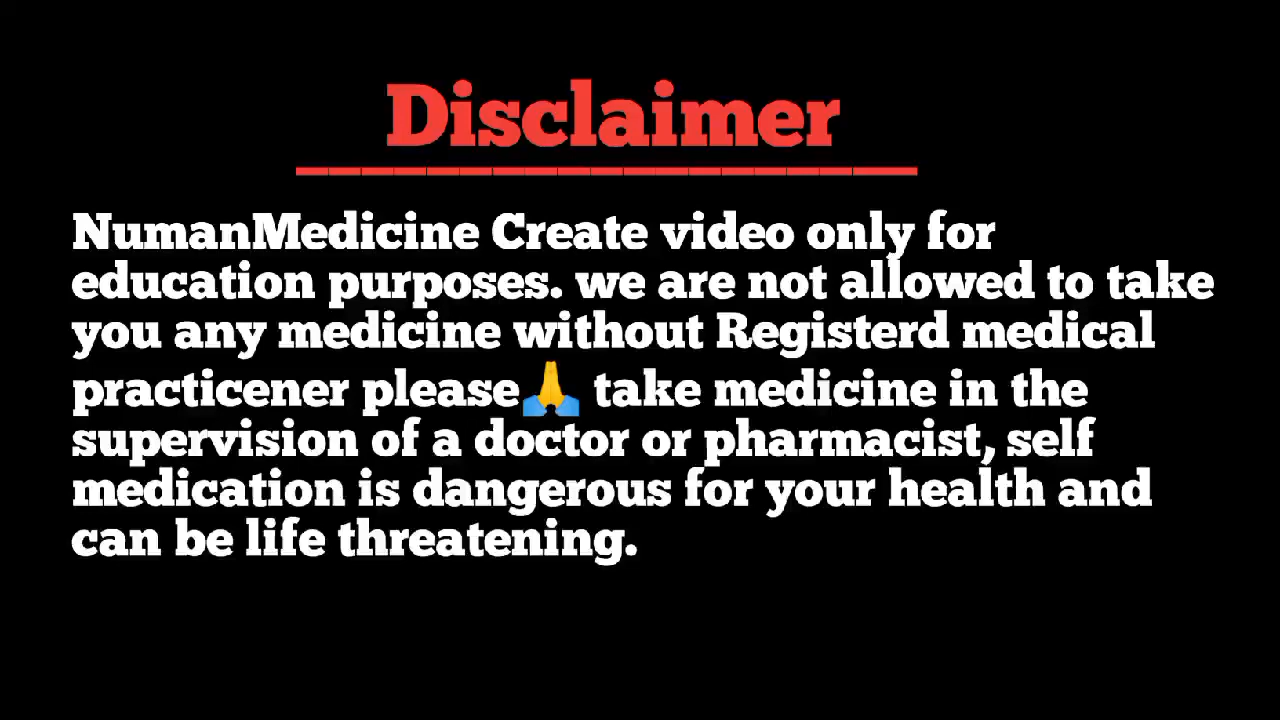 Disclaimer
NumanMedicine Create video only for
education purposes. we are not allowed to take
you any medicine without Registerd medical
practicener please🙏 take medicine in the
supervision of a doctor or pharmacist, self
medication is dangerous for your health and
can be life threatening.